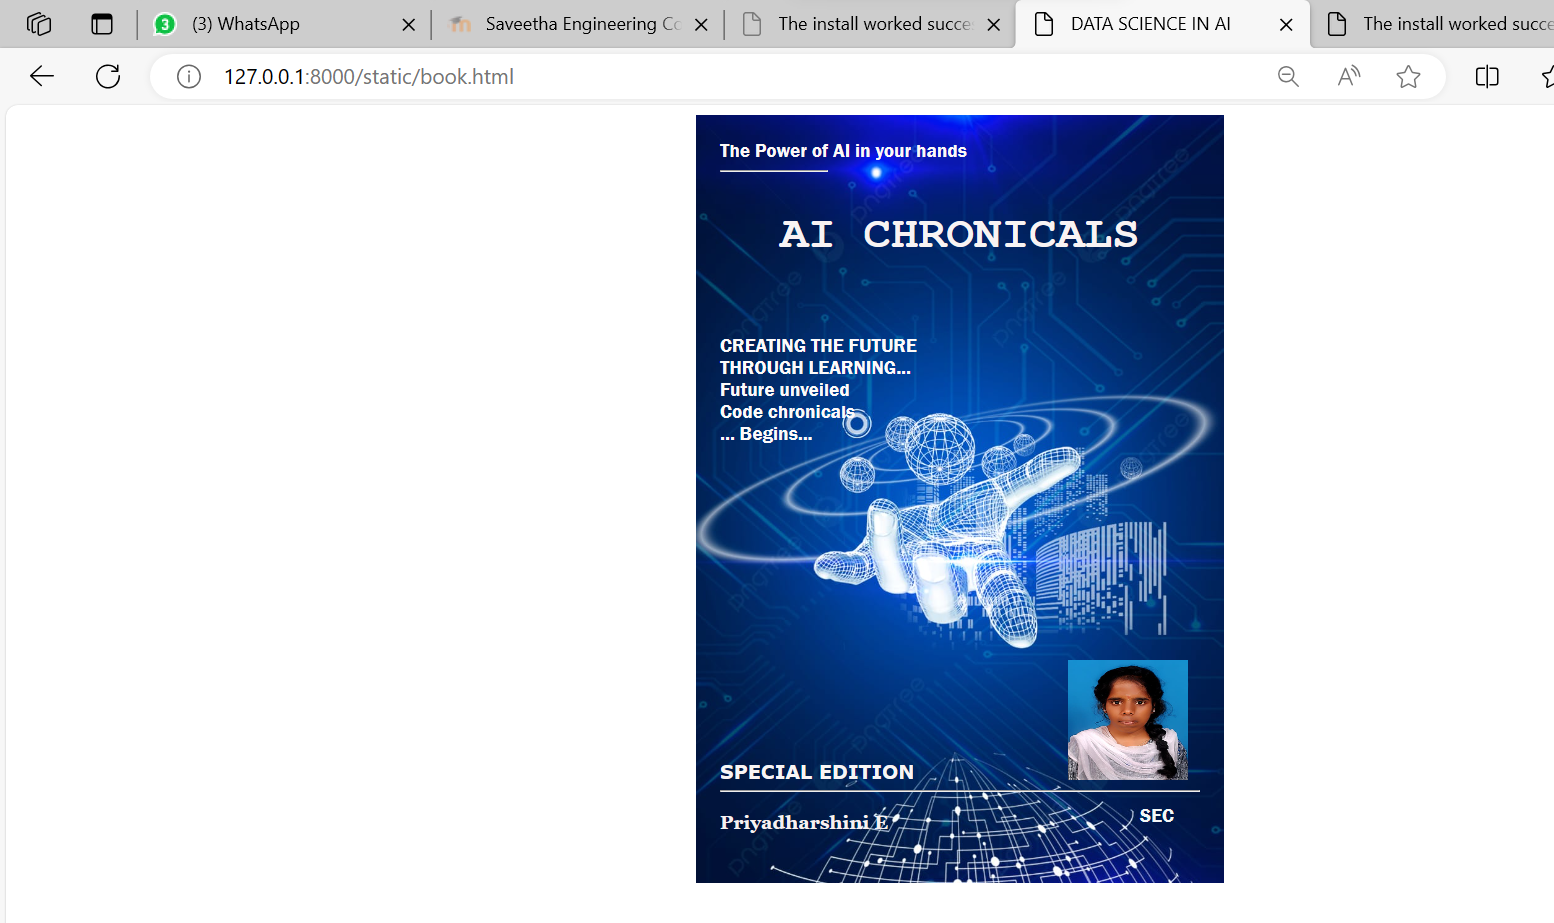 (3) WhatsApp
Saveetha Engineering Co
The install worked succe
DATA SCIENCE IN AI
The install worked succe
127.0.0.1:8000/static/book.html
The Power of AI in your hands
AI CHRONICALS
CREATING THE FUTURE
THROUGH LEARNING...
Future unveiled
Code chronicals
... Begins...
SPECIAL EDITION
SEC
Priyadharshini E